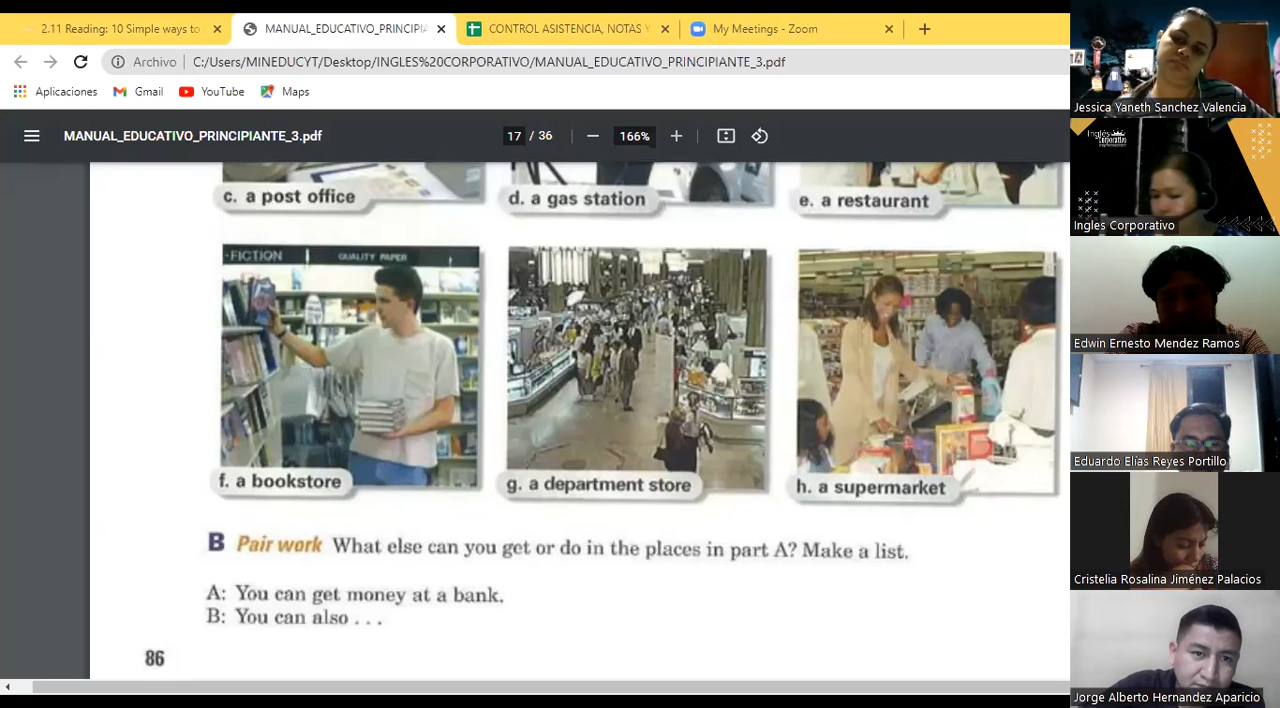 2.11 Reading: 10 Simple ways to
MANUAL_EDUCATIVO_PRINCIPIA
CONTROL ASISTENCIA, NOTAS Y
My Meetings - Zoom
Archivo
C:/Users/MINEDUCYT/Desktop/INGLES%20CORPORATIVO/MANUAL_EDUCATIVO_PRINCIPIANTE_3.pdf
Aplicaciones
Gmail
YouTube
Maps
MANUAL_EDUCATIVO_PRINCIPIANTE_3.pdf
17 / 36
166%
c. a post office
d. a gas station
e. a restaurant
-FICTION
QUALITY PAPER
f. a bookstore
g. a department store
h. a supermarket
B Pair work What else can you get or do in the places in part A? Make a list.
A: You can get money at a bank.
B: You can also . . .
86
Jessica Yaneth Sanchez Valencia
Inglés
Corporativo
Ingles Corporativo
Edwin Ernesto Mendez Ramos
Eduardo Elías Reyes Portillo
Cristelia Rosalina Jiménez Palacios
Jorge Alberto Hernandez Aparicio